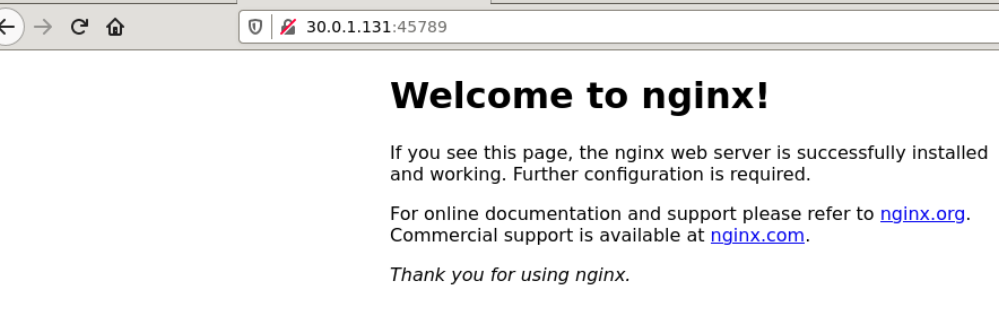 30.0.1.131:45789
Welcome to nginx!
If you see this page, the nginx web server is successfully installed
and working. Further configuration is required.
For online documentation and support please refer to nginx.org.
Commercial support is available at nginx.com.
Thank you for using nginx.